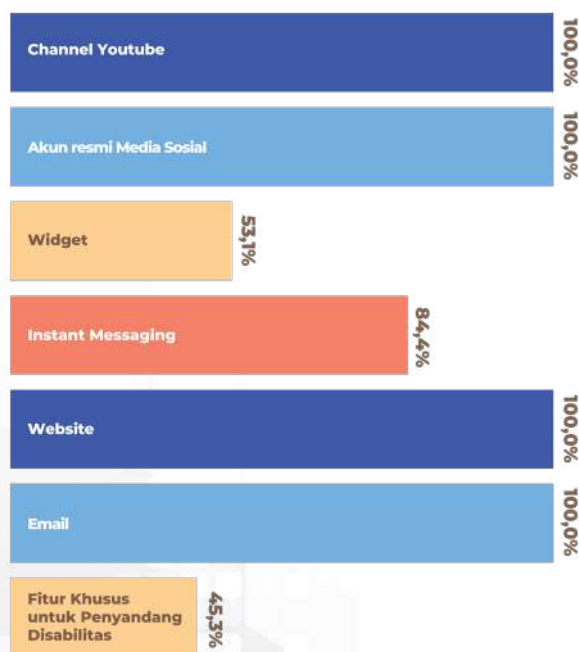 Channel Youtube
100,0%
Akun resmi Media Sosial
100,0%
Widget
53,1%
Instant Messaging
84,4%
Website
100,0%
Email
100,0%
Fitur Khusus
untuk Penyandang
Disabilitas
45,3%